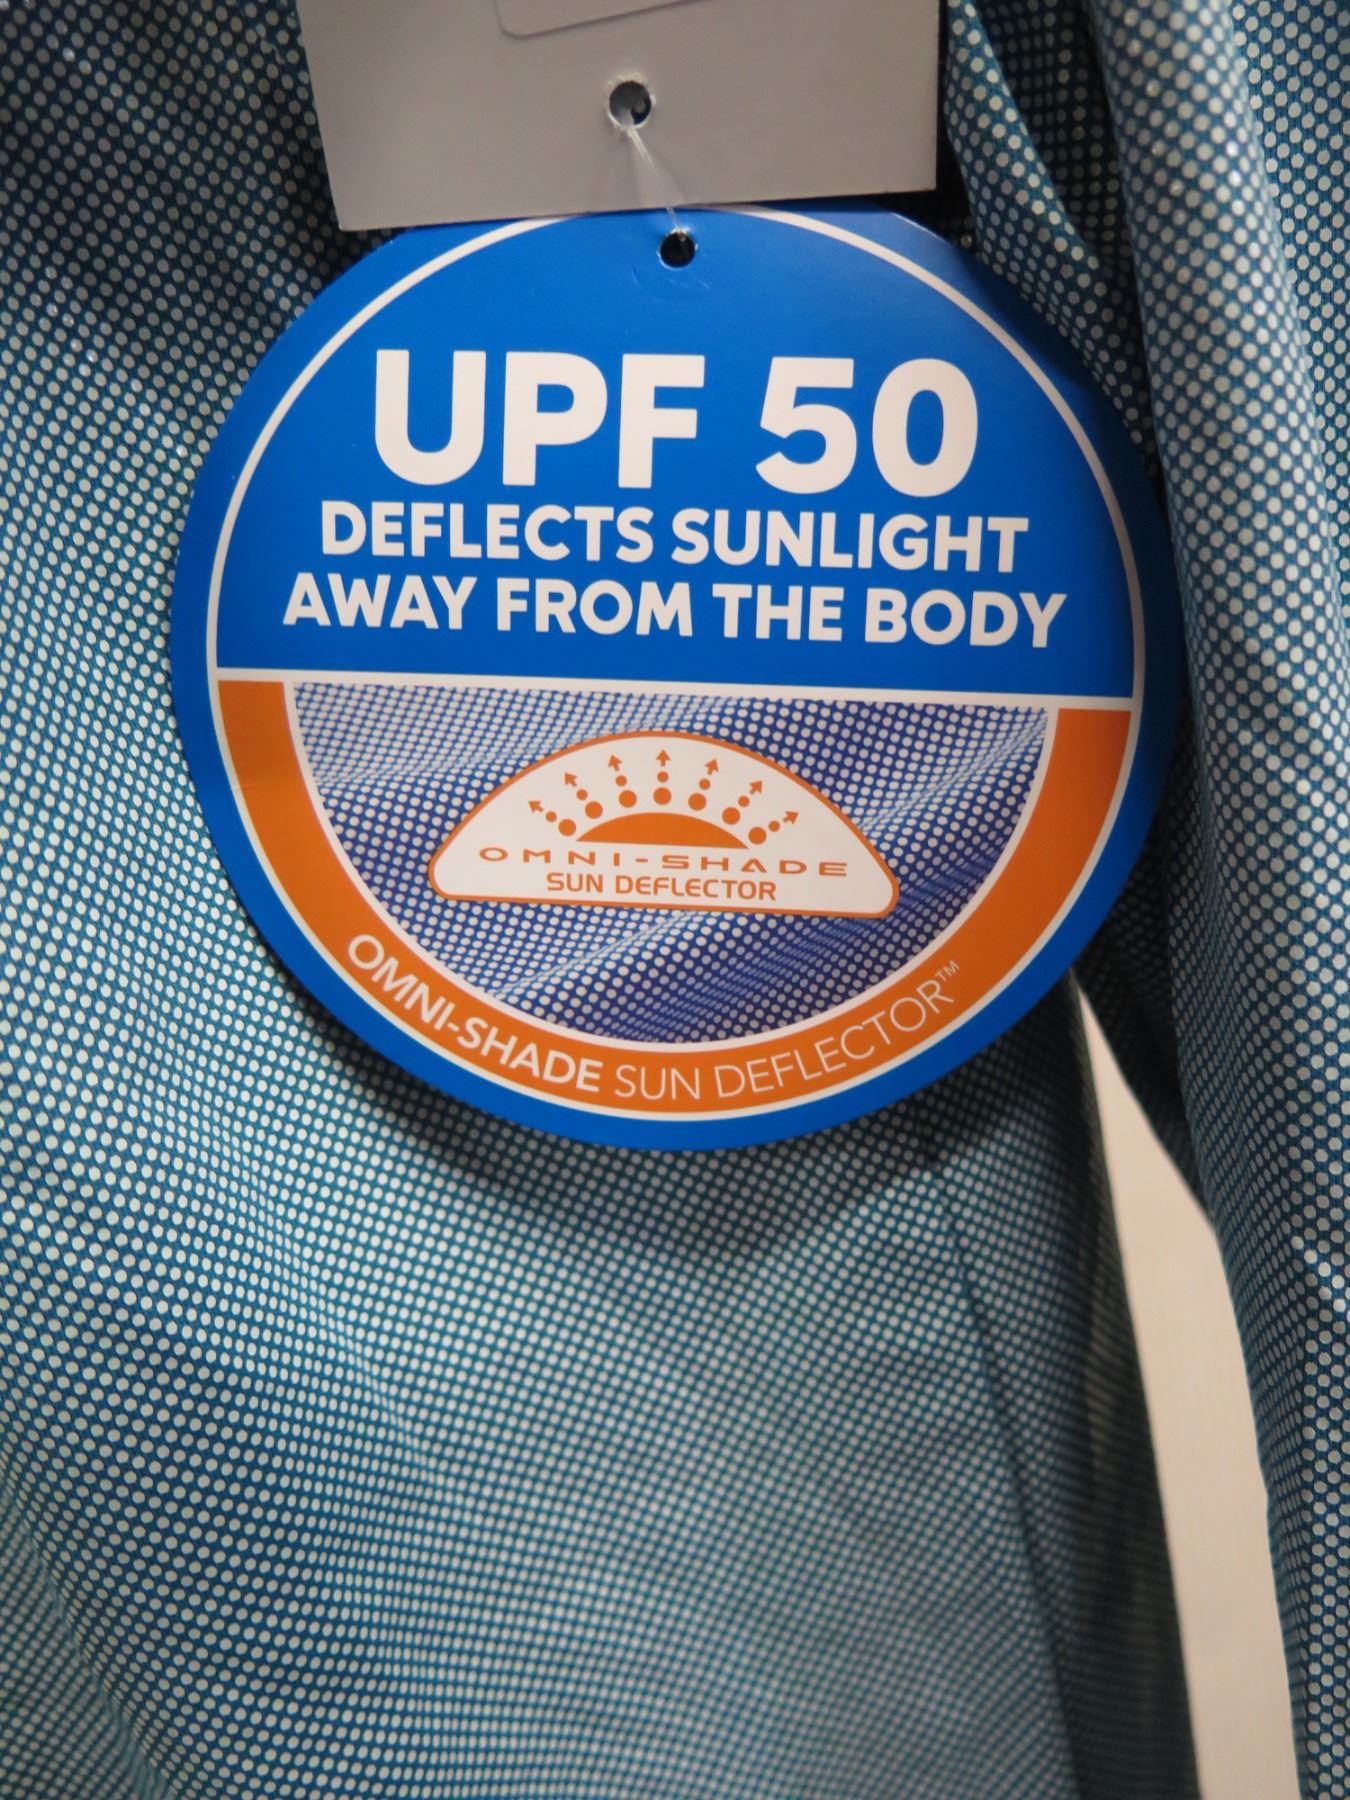 UPF 50
DEFLECTS SUNLIGHT
AWAY FROM THE BODY
OMNI-SHADE
SUN DEFLECTOR
OMNI-SHADE SUN DEFLECTOR™